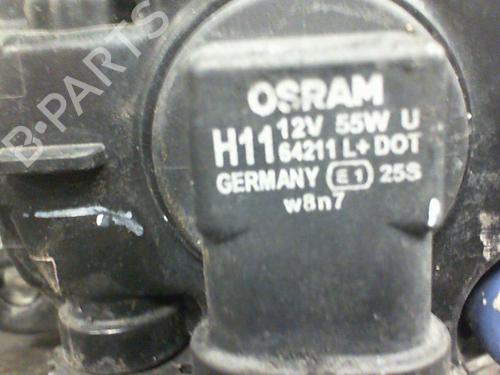 B-PARTS
OSRAM
H11 12V 55W U
64211 L+ DOT
GERMANY E1 25S
w8n7